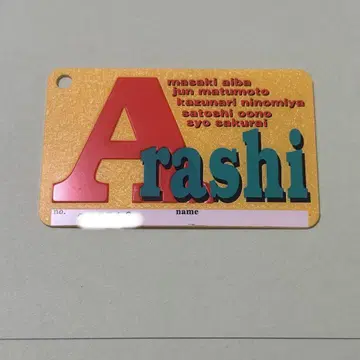 masaki aiba
jun matumoto
kazunari ninomiya
satoshi oono
syo sakurai
Arashi
no. name